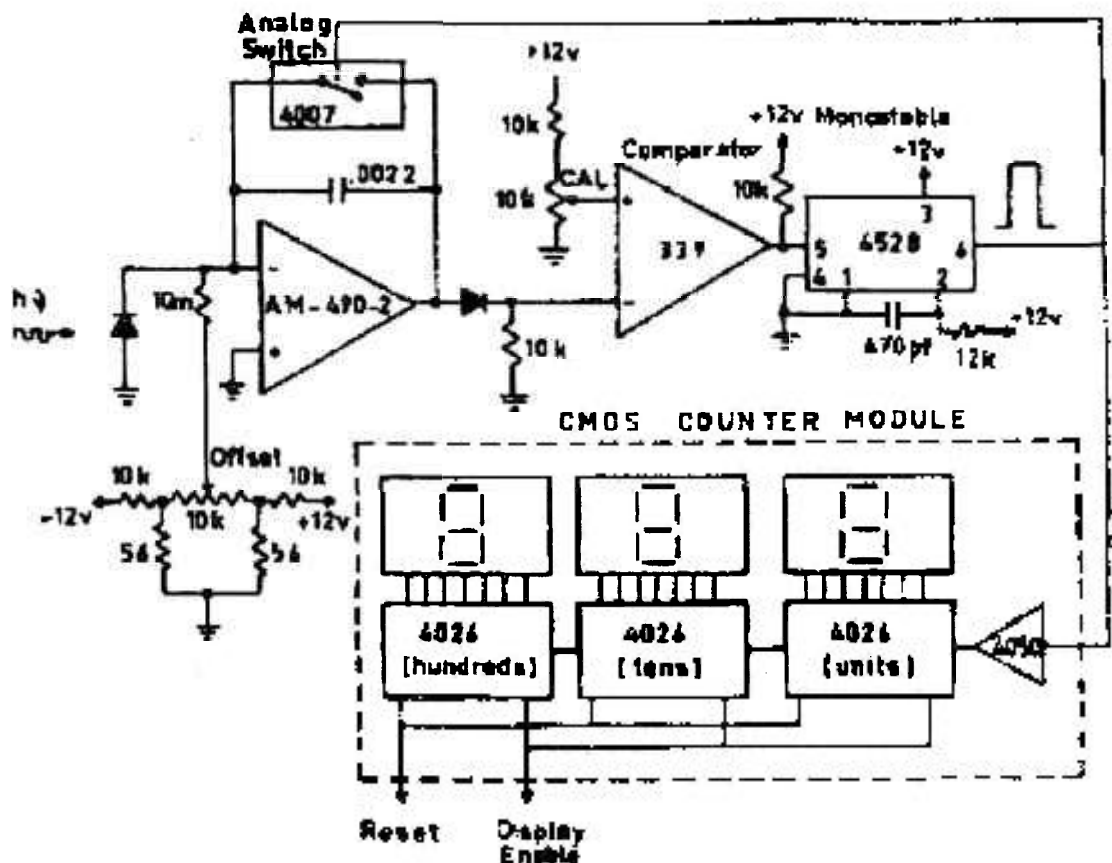 Analog
Switch
4007
.0022
+12v
10k
CAL
10k
Comparator
339
+12v
10k
Monostable
+12v
3
4528
5
4
1
2
6
470pf
12k
+12v
10m
AM-490-2
-
+
+
-
10k
Offset
10k
10k
10k
-12v
+12v
56
56
CMOS COUNTER MODULE
4026
[hundreds]
4026
[tens]
4026
(units)
Reset
Display
Enable